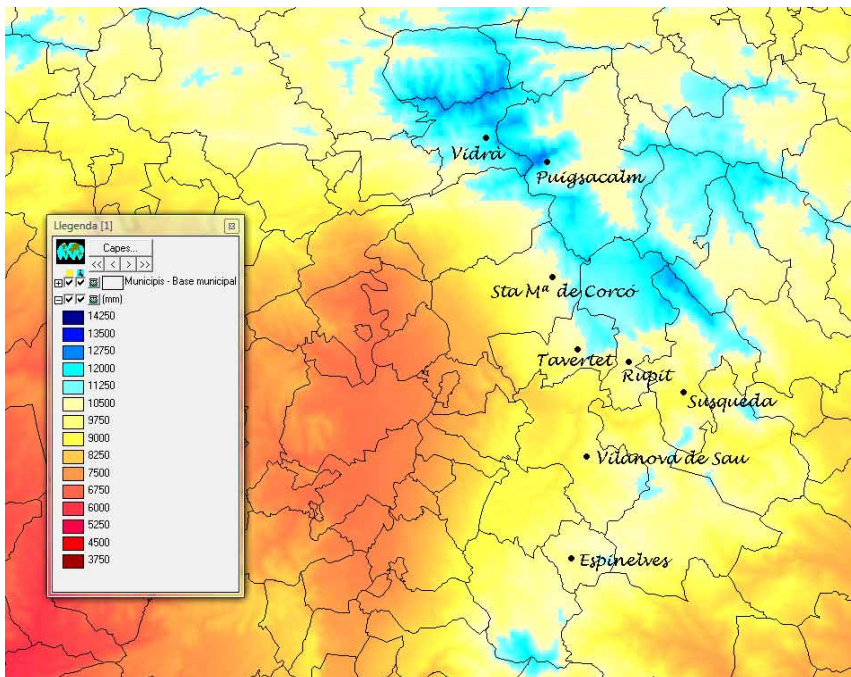 Vidrà
Puigsacalm
Llegenda [1]
Capes...
<< < > >>
Municipis - Base municipal
(mm)
Sta Mª de Corcó
14250
13500
12750
12000
11250
10500
9750
9000
8250
7500
6750
6000
5250
4500
3750
Tavertet
Rupit
Susqueda
Vilanova de Sau
Espinelves